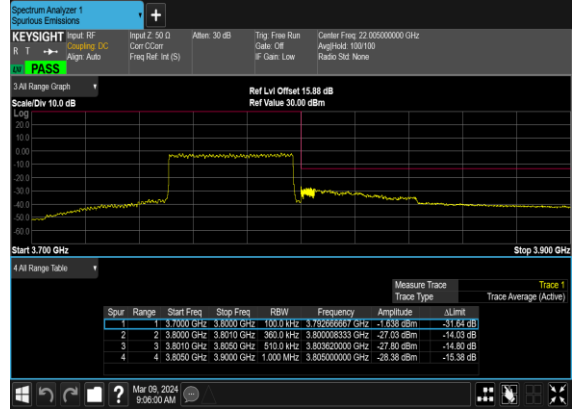 Spectrum Analyzer 1
Spurious Emissions
+
KEYSIGHT Input: RF Input Z: 50 Ω Atten: 30 dB Trig: Free Run Center Freq: 22.005000000 GHz
R T Coupling: DC Corr CCorr Gate: Off Avg|Hold: 100/100
Align: Auto Freq Ref: Int (S) IF Gain: Low Radio Std: None
PASS
3 All Range Graph
Ref Lvl Offset 15.88 dB
Scale/Div 10.0 dB Ref Value 30.00 dBm
Log
20.0
10.0
0.00
-10.0
-20.0
-30.0
-40.0
-50.0
-60.0
Start 3.700 GHz Stop 3.900 GHz
4 All Range Table
Measure Trace Trace 1
Trace Type Trace Average (Active)
Spur Range Start Freq Stop Freq RBW Frequency Amplitude ΔLimit
1 1 3.7000 GHz 3.8000 GHz 100.0 kHz 3.792666667 GHz -1.638 dBm -31.64 dB
2 2 3.8000 GHz 3.8010 GHz 360.0 kHz 3.800008333 GHz -27.03 dBm -14.03 dB
3 3 3.8010 GHz 3.8050 GHz 510.0 kHz 3.803620000 GHz -27.80 dBm -14.80 dB
4 4 3.8050 GHz 3.9000 GHz 1.000 MHz 3.805000000 GHz -28.38 dBm -15.38 dB
? Mar 09, 2024
9:06:00 AM